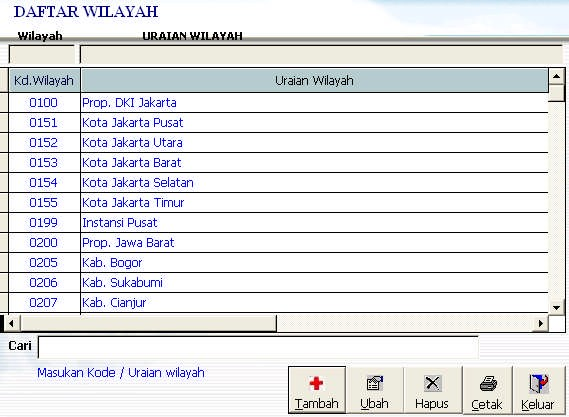 DAFTAR WILAYAH
Wilayah URAIAN WILAYAH
Kd.Wilayah Uraian Wilayah
0100 Prop. DKI Jakarta
0151 Kota Jakarta Pusat
0152 Kota Jakarta Utara
0153 Kota Jakarta Barat
0154 Kota Jakarta Selatan
0155 Kota Jakarta Timur
0199 Instansi Pusat
0200 Prop. Jawa Barat
0205 Kab. Bogor
0206 Kab. Sukabumi
0207 Kab. Cianjur
Cari
Masukan Kode / Uraian wilayah
Tambah Ubah Hapus Cetak Keluar